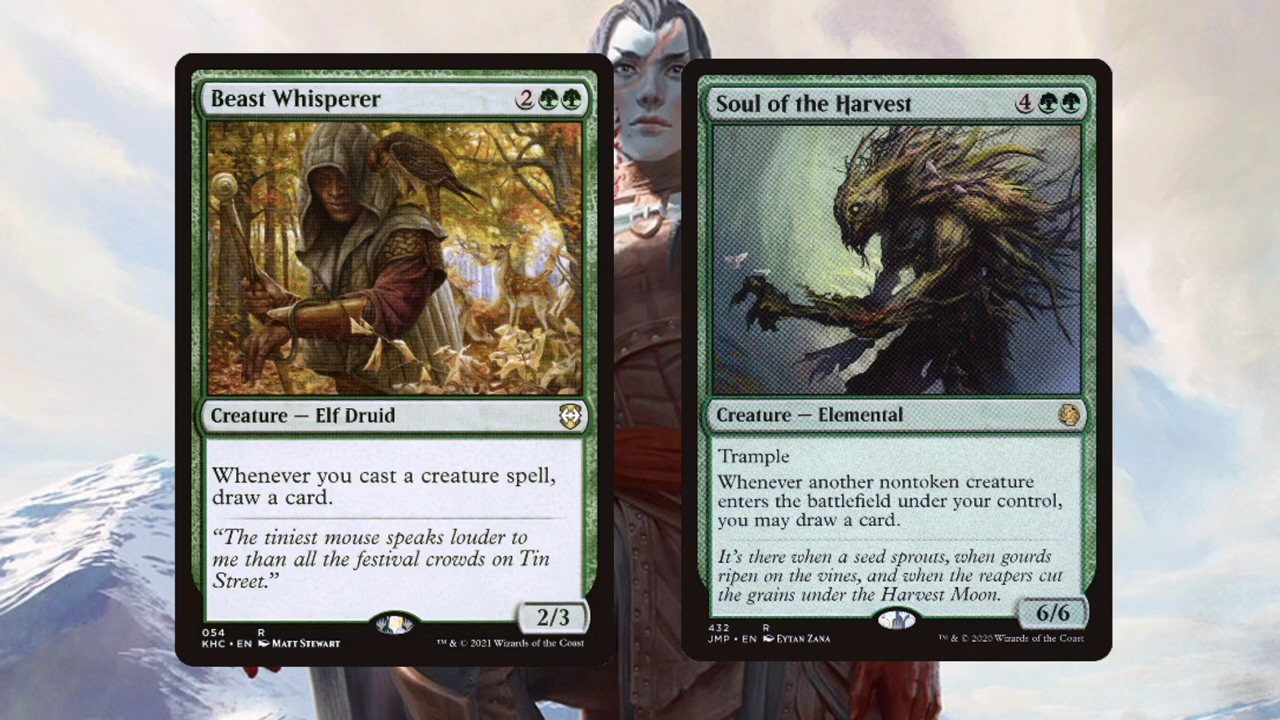 Beast Whisperer 2
Creature — Elf Druid
Whenever you cast a creature spell,
draw a card.
“The tiniest mouse speaks louder to
me than all the festival crowds on Tin
Street.”
2/3
054 R
KHC • EN Matt Stewart ™ & © 2021 Wizards of the Coast
Soul of the Harvest 4
Creature — Elemental
Trample
Whenever another nontoken creature
enters the battlefield under your control,
you may draw a card.
It's there when a seed sprouts, when gourds
ripen on the vines, and when the reapers cut
the grains under the Harvest Moon.
6/6
432 R
JMP • EN Eytan Zana ™ & © 2020 Wizards of the Coast